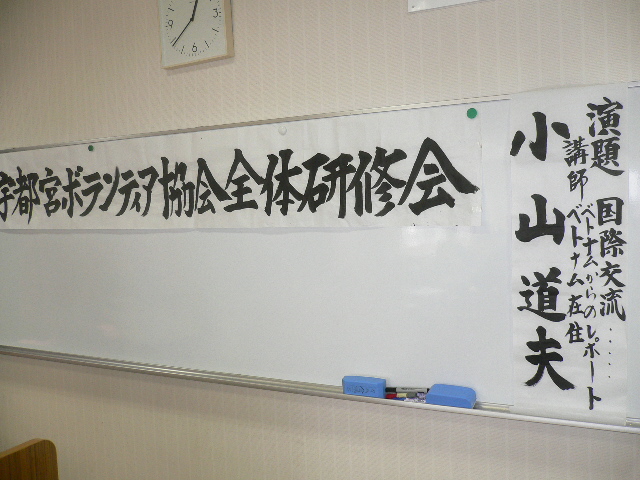 宇都宮ボランティア協会全体研修会
演題 国際交流‥‥
ベトナムからのレポート
講師 ベトナム在住
小山道夫